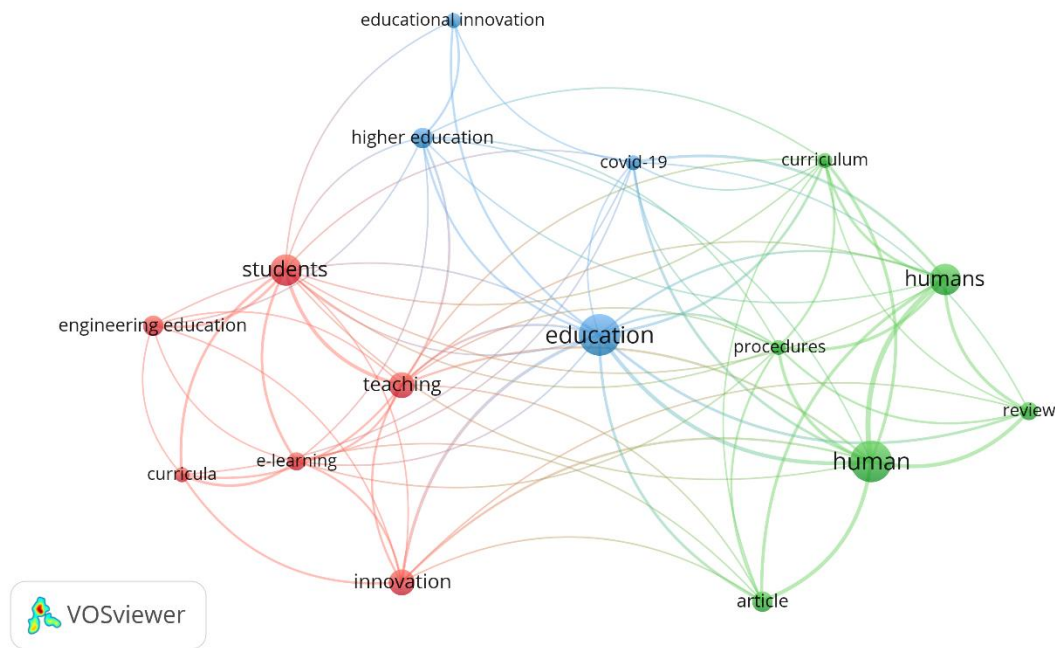 educational innovation
higher education
covid-19
curriculum
students
humans
engineering education
education
procedures
teaching
review
e-learning
human
curricula
innovation
article
VOSviewer